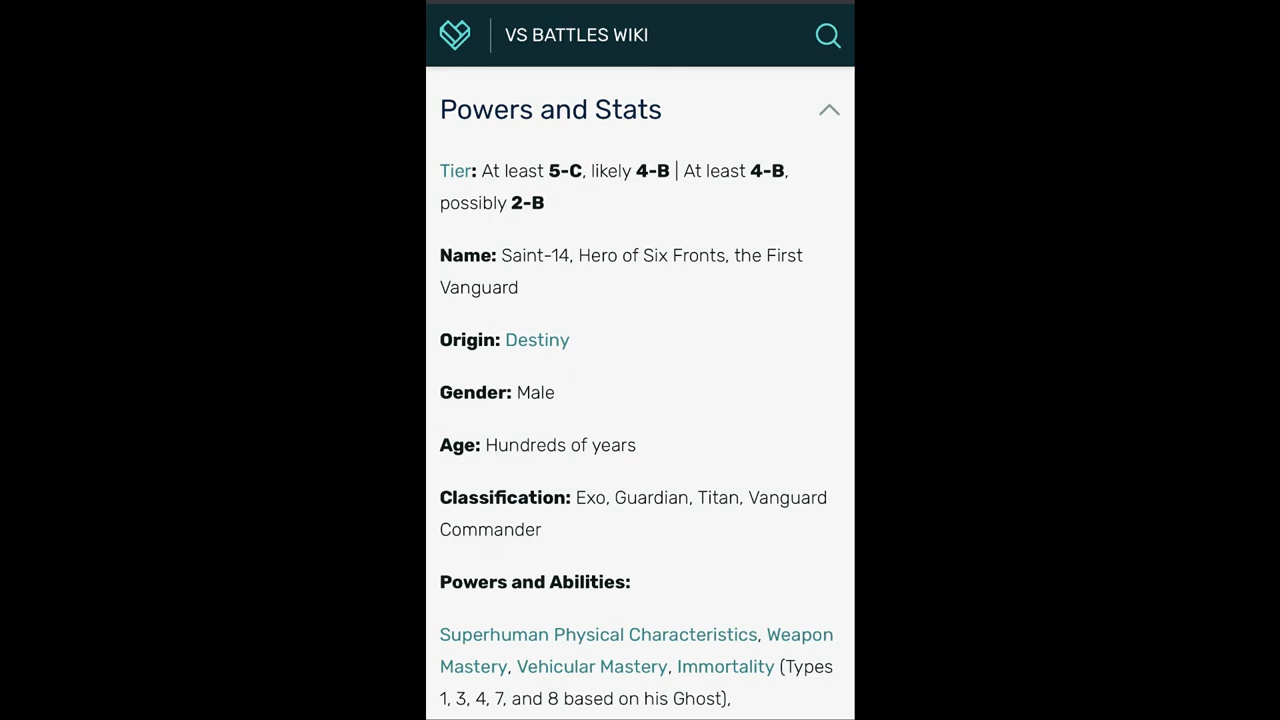 VS BATTLES WIKI
Powers and Stats
Tier: At least 5-C, likely 4-B | At least 4-B,
possibly 2-B
Name: Saint-14, Hero of Six Fronts, the First
Vanguard
Origin: Destiny
Gender: Male
Age: Hundreds of years
Classification: Exo, Guardian, Titan, Vanguard
Commander
Powers and Abilities:
Superhuman Physical Characteristics, Weapon
Mastery, Vehicular Mastery, Immortality (Types
1, 3, 4, 7, and 8 based on his Ghost),